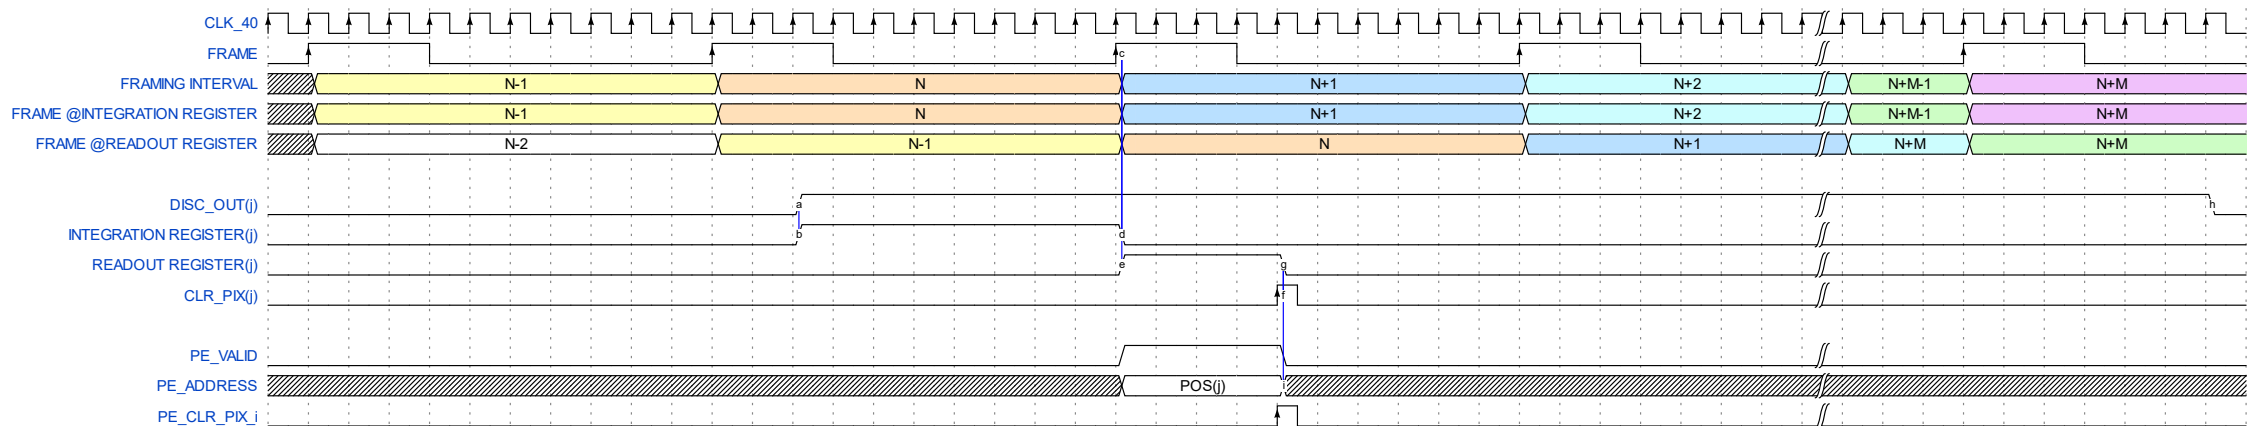 CLK_40
FRAME c
FRAMING INTERVAL N-1 N N+1 N+2 N+M-1 N+M
FRAME @INTEGRATION REGISTER N-1 N N+1 N+2 N+M-1 N+M
FRAME @READOUT REGISTER N-2 N-1 N N+1 N+M N+M
DISC_OUT(j) a h
INTEGRATION REGISTER(j) b d
READOUT REGISTER(j) e g
CLR_PIX(j) f
PE_VALID
PE_ADDRESS POS(j) i
PE_CLR_PIX_i